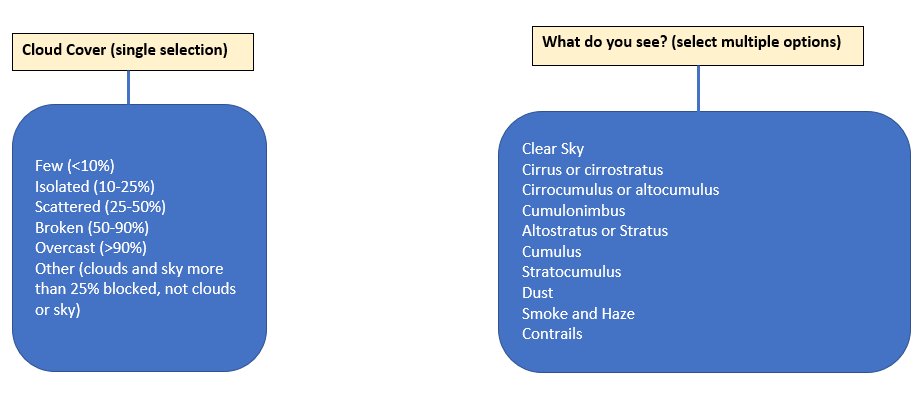 Cloud Cover (single selection)
Few (<10%)
Isolated (10-25%)
Scattered (25-50%)
Broken (50-90%)
Overcast (>90%)
Other (clouds and sky more
than 25% blocked, not clouds
or sky)
What do you see? (select multiple options)
Clear Sky
Cirrus or cirrostratus
Cirrocumulus or altocumulus
Cumulonimbus
Altostratus or Stratus
Cumulus
Stratocumulus
Dust
Smoke and Haze
Contrails